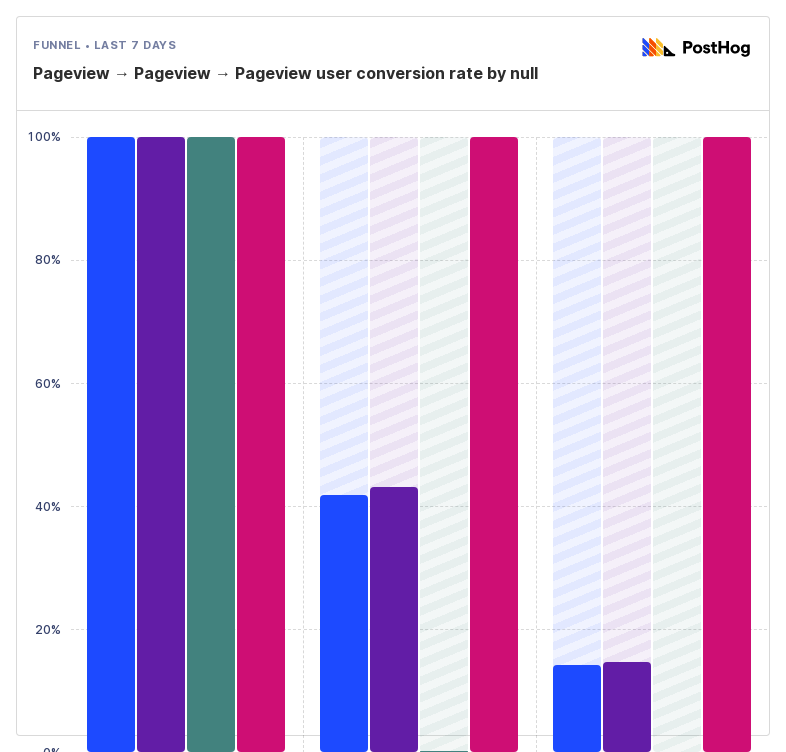 FUNNEL • LAST 7 DAYS
PostHog
Pageview → Pageview → Pageview user conversion rate by null
100%
80%
60%
40%
20%
0%